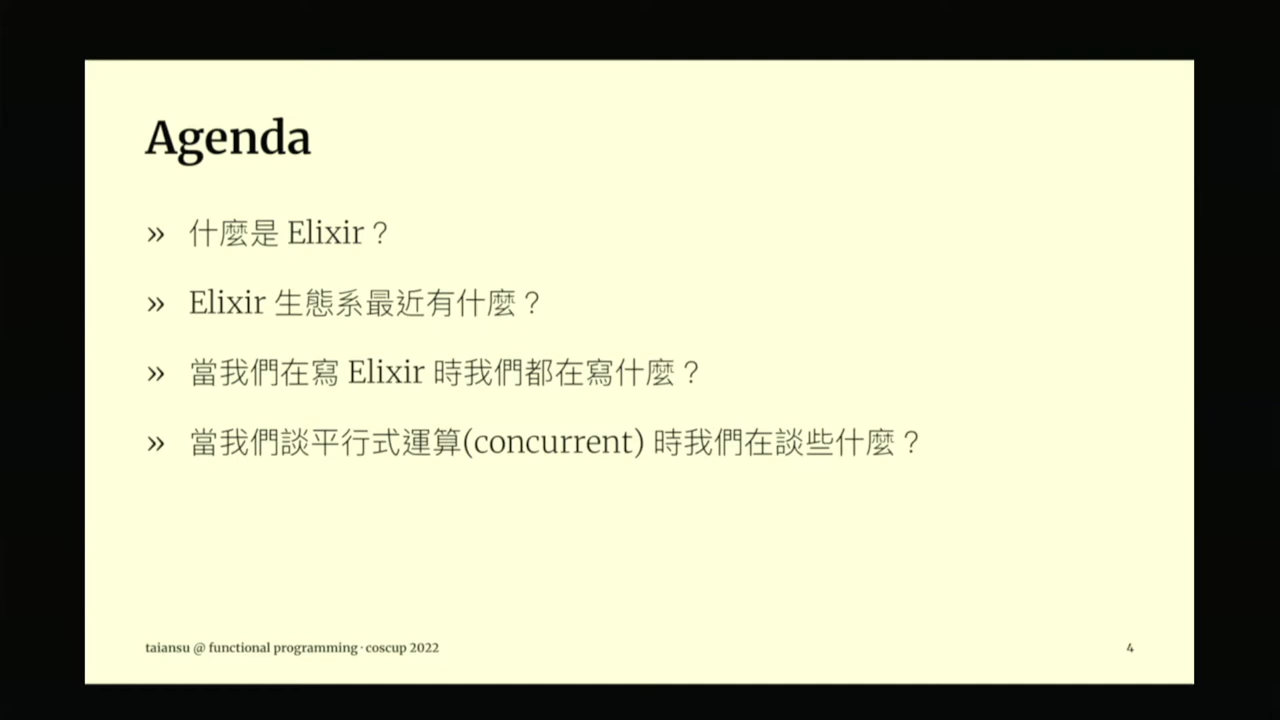 Agenda
» 什麼是 Elixir？
» Elixir 生態系最近有什麼？
» 當我們在寫 Elixir 時我們都在寫什麼？
» 當我們談平行式運算(concurrent) 時我們在談些什麼？
taiansu @ functional programming · coscup 2022
4